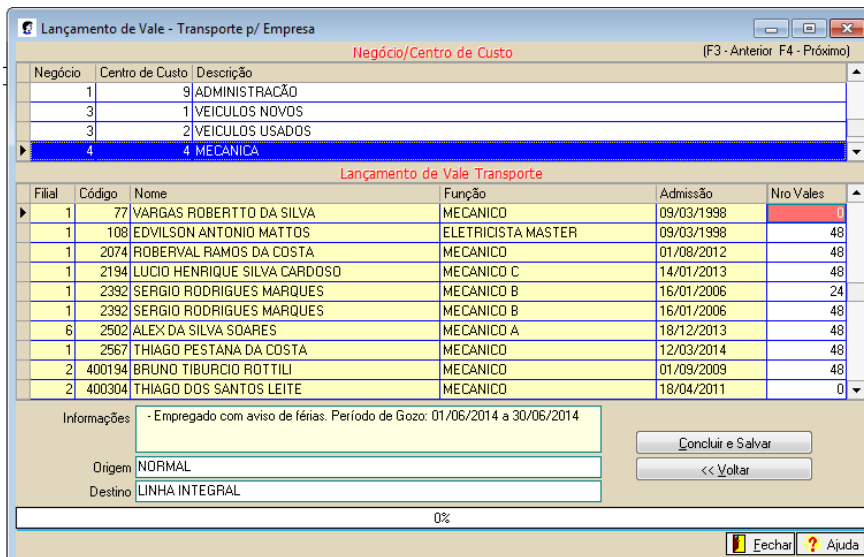 Lançamento de Vale - Transporte p/ Empresa
Negócio/Centro de Custo (F3 - Anterior F4 - Próximo)
Negócio Centro de Custo Descrição
1 9 ADMINISTRACÃO
3 1 VEICULOS NOVOS
3 2 VEICULOS USADOS
4 4 MECANICA
Lançamento de Vale Transporte
Filial Código Nome Função Admissão Nro Vales
1 77 VARGAS ROBERTTO DA SILVA MECANICO 09/03/1998 0
1 108 EDVILSON ANTONIO MATTOS ELETRICISTA MASTER 09/03/1998 48
1 2074 ROBERVAL RAMOS DA COSTA MECANICO 01/08/2012 48
1 2194 LUCIO HENRIQUE SILVA CARDOSO MECANICO C 14/01/2013 48
1 2392 SERGIO RODRIGUES MARQUES MECANICO B 16/01/2006 24
1 2392 SERGIO RODRIGUES MARQUES MECANICO B 16/01/2006 48
6 2502 ALEX DA SILVA SOARES MECANICO A 18/12/2013 48
1 2567 THIAGO PESTANA DA COSTA MECANICO 12/03/2014 48
2 400194 BRUNO TIBURCIO ROTTILI MECANICO 01/09/2009 48
2 400304 THIAGO DOS SANTOS LEITE MECANICO 18/04/2011 0
Informações - Empregado com aviso de férias. Período de Gozo: 01/06/2014 a 30/06/2014
Concluir e Salvar
Origem NORMAL
<< Voltar
Destino LINHA INTEGRAL
0%
Fechar ? Ajuda